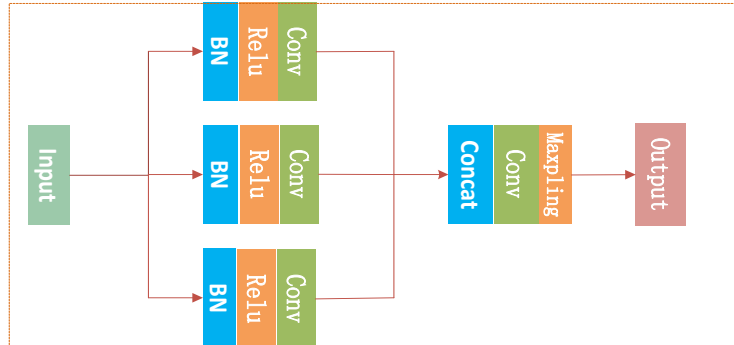 Input
BN
Relu
Conv
BN
Relu
Conv
BN
Relu
Conv
Concat
Conv
Maxpling
Output